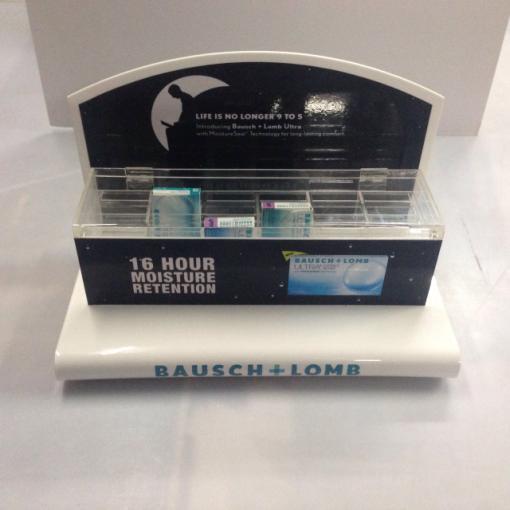 LIFE IS NO LONGER 9 TO 5
Introducing Bausch + Lomb Ultra
with MoistureSeal Technology for long-lasting comfort
16 HOUR
MOISTURE
RETENTION
BAUSCH + LOMB
ULTRA
BAUSCH + LOMB